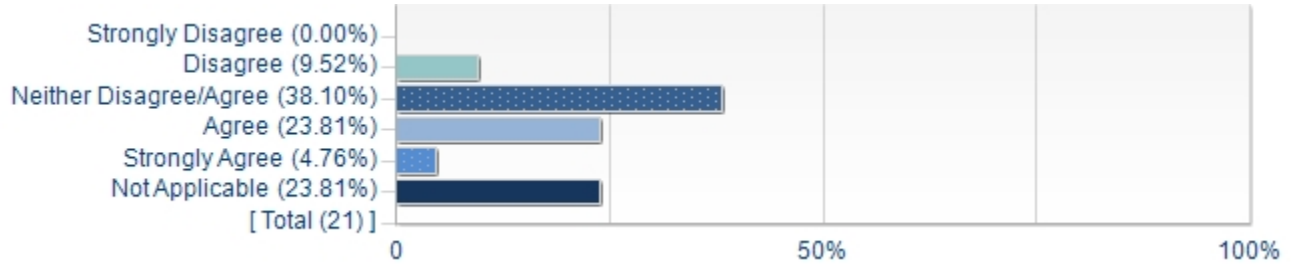 Strongly Disagree (0.00%)
Disagree (9.52%)
Neither Disagree/Agree (38.10%)
Agree (23.81%)
Strongly Agree (4.76%)
Not Applicable (23.81%)
[ Total (21) ]
0 50% 100%